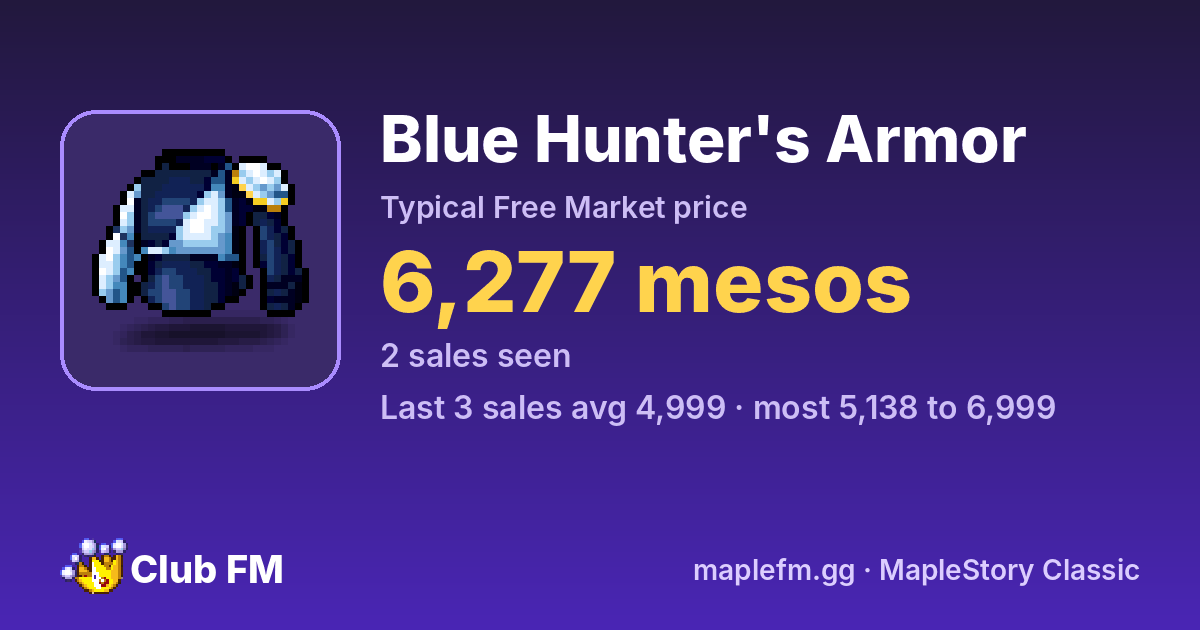 Blue Hunter's Armor
Typical Free Market price
6,277 mesos
2 sales seen
Last 3 sales avg 4,999 · most 5,138 to 6,999
Club FM
maplefm.gg · MapleStory Classic